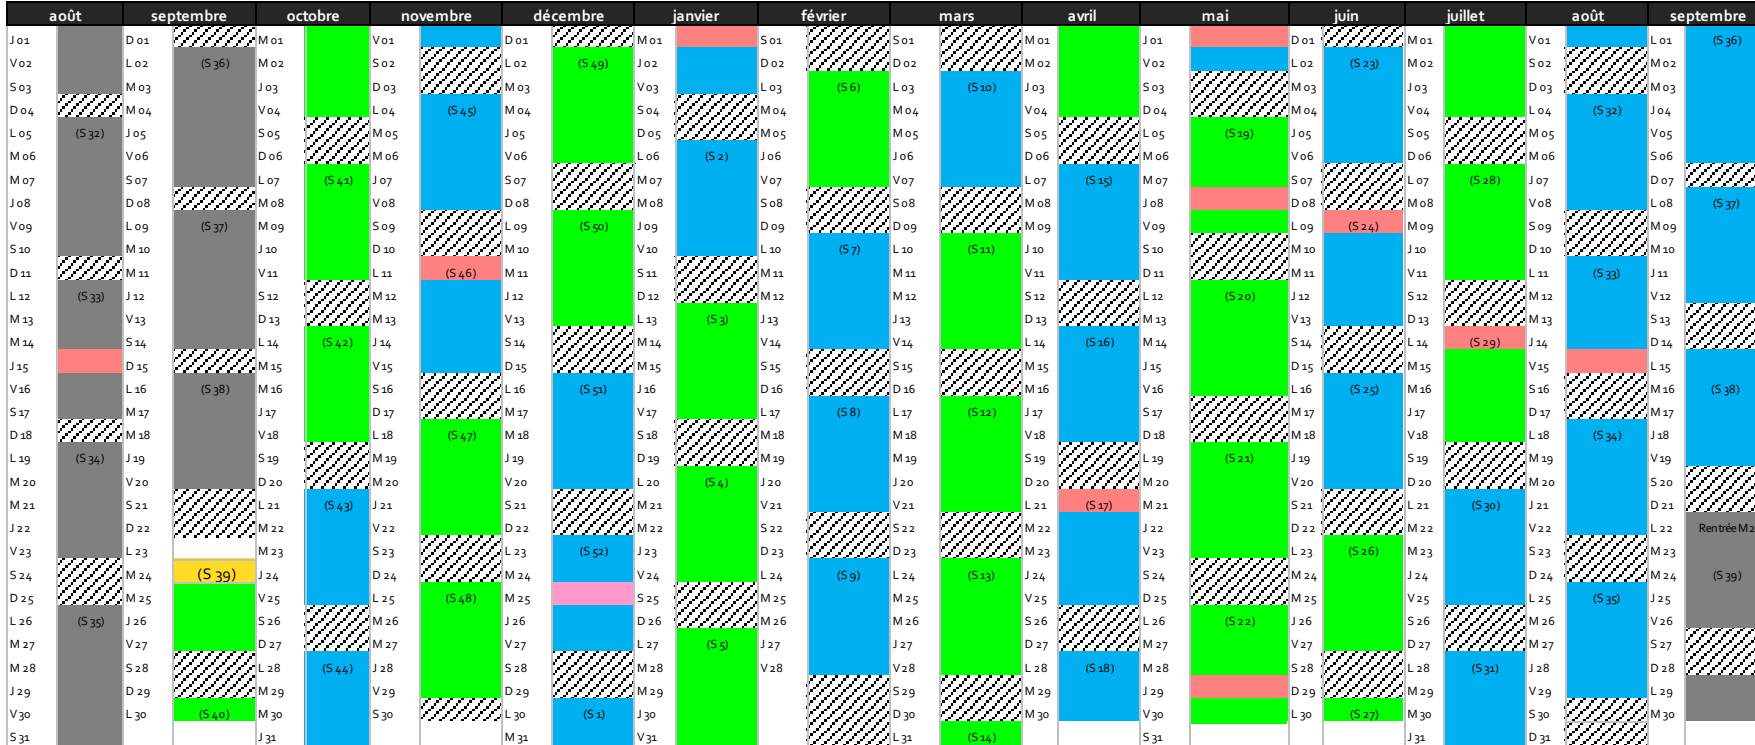 août septembre octobre novembre décembre janvier février mars avril mai juin juillet août septembre
J 01 D 01 M 01 V 01 D 01 M 01 S 01 S 01 M 01 J 01 D 01 M 01 V 01 L 01 (S 36)
V 02 L 02 (S 36) M 02 S 02 L 02 (S 49) J 02 D 02 D 02 M 02 V 02 L 02 (S 23) M 02 S 02 M 02
S 03 M 03 J 03 D 03 M 03 V 03 L 03 (S 6) L 03 (S 10) J 03 S 03 M 03 J 03 D 03 M 03
D 04 M 04 V 04 L 04 (S 45) M 04 S 04 M 04 M 04 V 04 D 04 M 04 V 04 L 04 (S 32) J 04
L 05 (S 32) J 05 S 05 M 05 J 05 D 05 M 05 M 05 S 05 L 05 (S 19) J 05 S 05 M 05 V 05
M 06 V 06 D 06 M 06 V 06 L 06 (S 2) J 06 J 06 D 06 M 06 V 06 D 06 M 06 S 06
M 07 S 07 L 07 (S 41) J 07 S 07 M 07 V 07 V 07 L 07 (S 15) M 07 S 07 L 07 (S 28) J 07 D 07
J 08 D 08 M 08 V 08 D 08 M 08 S 08 S 08 M 08 J 08 D 08 M 08 V 08 L 08 (S 37)
V 09 L 09 (S 37) M 09 S 09 L 09 (S 50) J 09 D 09 D 09 M 09 V 09 L 09 (S 24) M 09 S 09 M 09
S 10 M 10 J 10 D 10 M 10 V 10 L 10 (S 7) L 10 (S 11) J 10 S 10 M 10 J 10 D 10 M 10
D 11 M 11 V 11 L 11 (S 46) M 11 S 11 M 11 M 11 V 11 D 11 M 11 V 11 L 11 (S 33) J 11
L 12 (S 33) J 12 S 12 M 12 J 12 D 12 M 12 M 12 S 12 L 12 (S 20) J 12 S 12 M 12 V 12
M 13 V 13 D 13 M 13 V 13 L 13 (S 3) J 13 J 13 D 13 M 13 V 13 D 13 M 13 S 13
M 14 S 14 L 14 (S 42) J 14 S 14 M 14 V 14 V 14 L 14 (S 16) M 14 S 14 L 14 (S 29) J 14 D 14
J 15 D 15 M 15 V 15 D 15 M 15 S 15 S 15 M 15 J 15 D 15 M 15 V 15 L 15
V 16 L 16 (S 38) M 16 S 16 L 16 (S 51) J 16 D 16 D 16 M 16 V 16 L 16 (S 25) M 16 S 16 M 16 (S 38)
S 17 M 17 J 17 D 17 M 17 V 17 L 17 (S 8) L 17 (S 12) J 17 S 17 M 17 J 17 D 17 M 17
D 18 M 18 V 18 L 18 (S 47) M 18 S 18 M 18 M 18 V 18 D 18 M 18 V 18 L 18 (S 34) J 18
L 19 (S 34) J 19 S 19 M 19 J 19 D 19 M 19 M 19 S 19 L 19 (S 21) J 19 S 19 M 19 V 19
M 20 V 20 D 20 M 20 V 20 L 20 (S 4) J 20 J 20 D 20 M 20 V 20 D 20 M 20 S 20
M 21 S 21 L 21 (S 43) J 21 S 21 M 21 V 21 V 21 L 21 (S 17) M 21 S 21 L 21 (S 30) J 21 D 21
J 22 D 22 M 22 V 22 D 22 M 22 S 22 S 22 M 22 J 22 D 22 M 22 V 22 L 22 Rentrée M2
V 23 L 23 M 23 S 23 L 23 (S 52) J 23 D 23 D 23 M 23 V 23 L 23 (S 26) M 23 S 23 M 23
S 24 M 24 (S 39) J 24 D 24 M 24 V 24 L 24 (S 9) L 24 (S 13) J 24 S 24 M 24 J 24 D 24 M 24 (S 39)
D 25 M 25 V 25 L 25 (S 48) M 25 S 25 M 25 M 25 V 25 D 25 M 25 V 25 L 25 (S 35) J 25
L 26 (S 35) J 26 S 26 M 26 J 26 D 26 M 26 M 26 S 26 L 26 (S 22) J 26 S 26 M 26 V 26
M 27 V 27 D 27 M 27 V 27 L 27 (S 5) J 27 J 27 D 27 M 27 V 27 D 27 M 27 S 27
M 28 S 28 L 28 (S 44) J 28 S 28 M 28 V 28 V 28 L 28 (S 18) M 28 S 28 L 28 (S 31) J 28 D 28
J 29 D 29 M 29 V 29 D 29 M 29 S 29 M 29 J 29 D 29 M 29 V 29 L 29
V 30 L 30 (S 40) M 30 S 30 L 30 (S 1) J 30 D 30 M 30 V 30 L 30 (S 27) M 30 S 30 M 30
S 31 J 31 M 31 V 31 L 31 (S 14) S 31 J 31 D 31